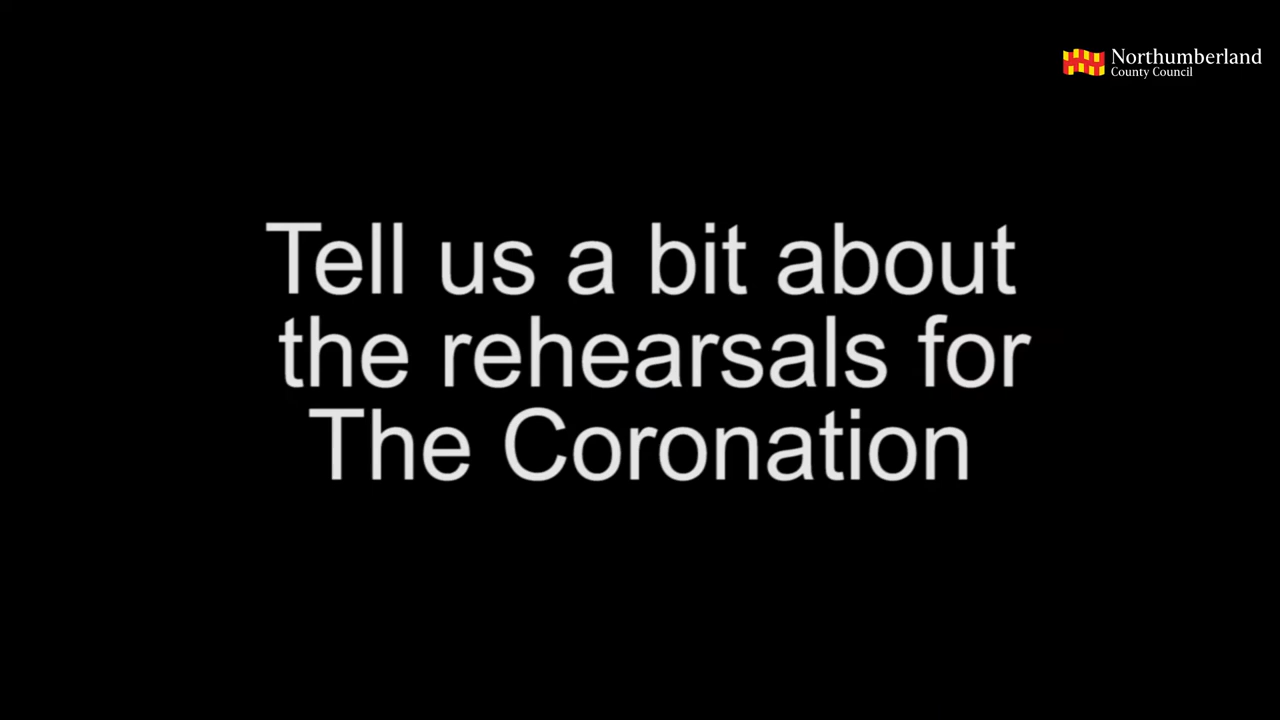 Northumberland
County Council
Tell us a bit about
the rehearsals for
The Coronation